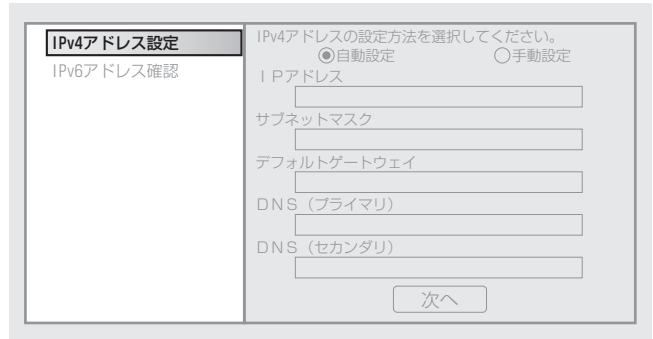 IPv4アドレス設定
IPv6アドレス確認
IPv4アドレスの設定方法を選択してください。
◉自動設定 ○手動設定
ＩＰアドレス
サブネットマスク
デフォルトゲートウェイ
ＤＮＳ（プライマリ）
ＤＮＳ（セカンダリ）
次へ